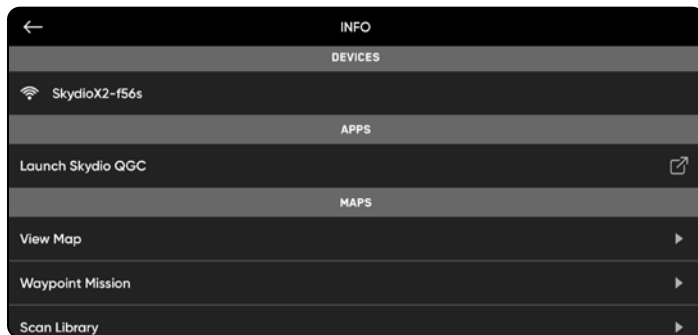 INFO
DEVICES
SkydioX2-f56s
APPS
Launch Skydio QGC
MAPS
View Map
Waypoint Mission
Scan Library